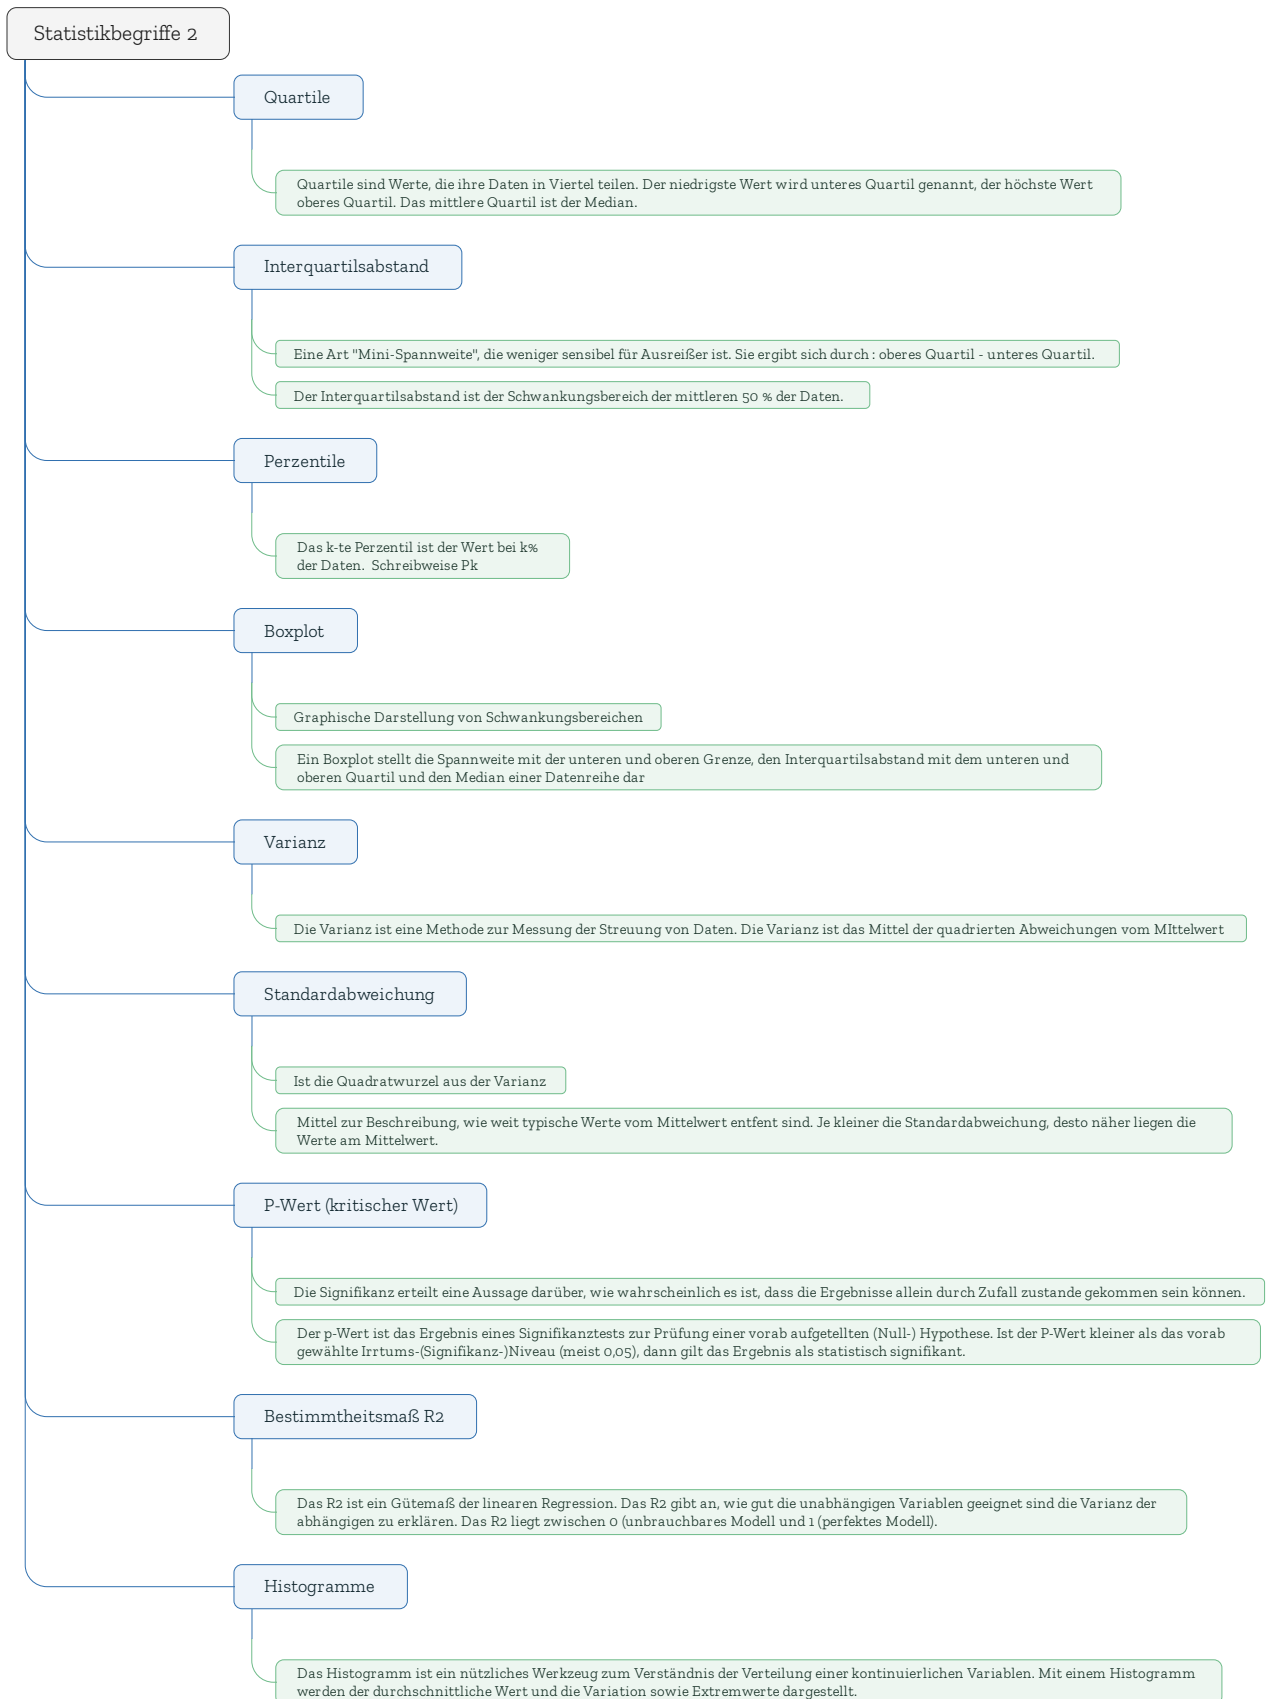 Statistikbegriffe 2
Quartile
Quartile sind Werte, die ihre Daten in Viertel teilen. Der niedrigste Wert wird unteres Quartil genannt, der höchste Wert
oberes Quartil. Das mittlere Quartil ist der Median.
Interquartilsabstand
Eine Art "Mini-Spannweite", die weniger sensibel für Ausreißer ist. Sie ergibt sich durch : oberes Quartil - unteres Quartil.
Der Interquartilsabstand ist der Schwankungsbereich der mittleren 50 % der Daten.
Perzentile
Das k-te Perzentil ist der Wert bei k%
der Daten.  Schreibweise Pk
Boxplot
Graphische Darstellung von Schwankungsbereichen
Ein Boxplot stellt die Spannweite mit der unteren und oberen Grenze, den Interquartilsabstand mit dem unteren und
oberen Quartil und den Median einer Datenreihe dar
Varianz
Die Varianz ist eine Methode zur Messung der Streuung von Daten. Die Varianz ist das Mittel der quadrierten Abweichungen vom MIttelwert
Standardabweichung
Ist die Quadratwurzel aus der Varianz
Mittel zur Beschreibung, wie weit typische Werte vom Mittelwert entfent sind. Je kleiner die Standardabweichung, desto näher liegen die
Werte am Mittelwert.
P-Wert (kritischer Wert)
Die Signifikanz erteilt eine Aussage darüber, wie wahrscheinlich es ist, dass die Ergebnisse allein durch Zufall zustande gekommen sein können.
Der p-Wert ist das Ergebnis eines Signifikanztests zur Prüfung einer vorab aufgetellten (Null-) Hypothese. Ist der P-Wert kleiner als das vorab
gewählte Irrtums-(Signifikanz-)Niveau (meist 0,05), dann gilt das Ergebnis als statistisch signifikant.
Bestimmtheitsmaß R2
Das R2 ist ein Gütemaß der linearen Regression. Das R2 gibt an, wie gut die unabhängigen Variablen geeignet sind die Varianz der
abhängigen zu erklären. Das R2 liegt zwischen 0 (unbrauchbares Modell und 1 (perfektes Modell).
Histogramme
Das Histogramm ist ein nützliches Werkzeug zum Verständnis der Verteilung einer kontinuierlichen Variablen. Mit einem Histogramm
werden der durchschnittliche Wert und die Variation sowie Extremwerte dargestellt.